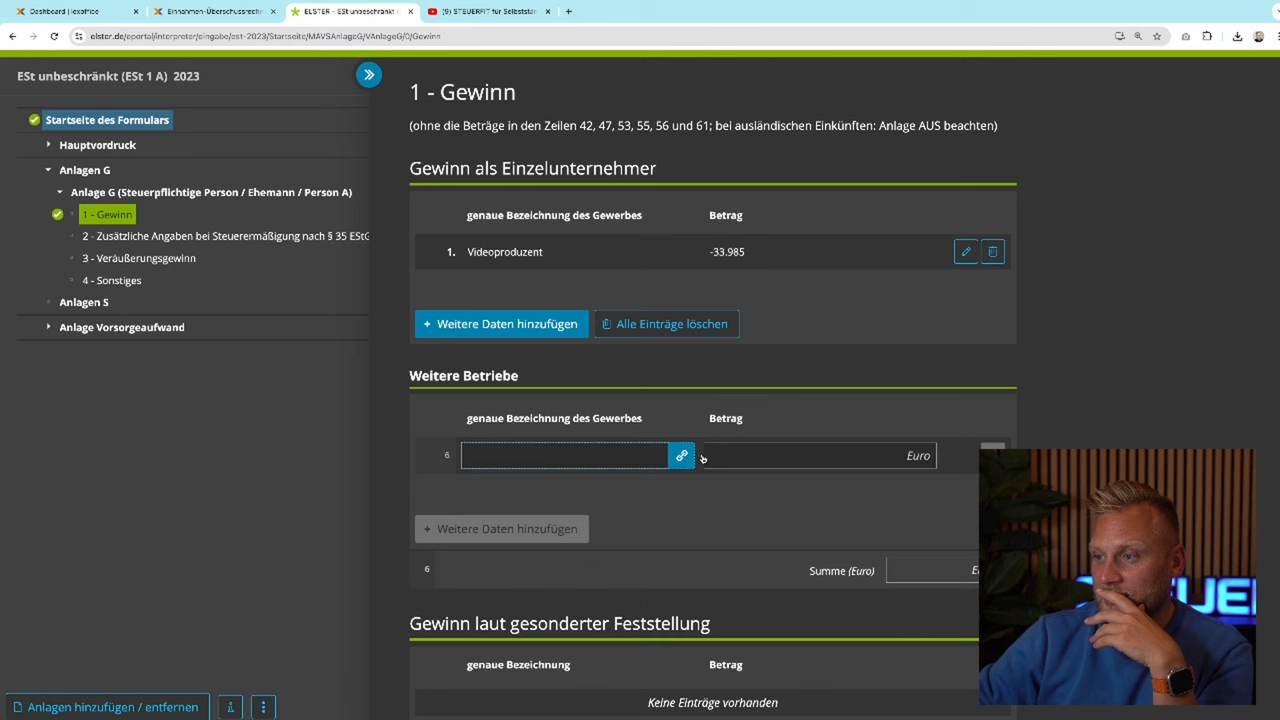 Dashboard | lexoffice
Einnahmen-Überschussrechn
ELSTER - ESt unbeschränkt (
(9) STEUERFIT für Selbststän
elster.de/eportal/interpreter/eingabe/est-2023/Startseite/MAVSAnlageG/VAnlageG/0/Gewinn
ESt unbeschränkt (ESt 1 A) 2023
Startseite des Formulars
Hauptvordruck
Anlagen G
Anlage G (Steuerpflichtige Person / Ehemann / Person A)
1 - Gewinn
2 - Zusätzliche Angaben bei Steuerermäßigung nach § 35 EStG
3 - Veräußerungsgewinn
4 - Sonstiges
Anlagen S
Anlage Vorsorgeaufwand
Anlagen hinzufügen / entfernen
1 - Gewinn
(ohne die Beträge in den Zeilen 42, 47, 53, 55, 56 und 61; bei ausländischen Einkünften: Anlage AUS beachten)
Gewinn als Einzelunternehmer
genaue Bezeichnung des Gewerbes Betrag
1. Videoproduzent -33.985
+ Weitere Daten hinzufügen Alle Einträge löschen
Weitere Betriebe
genaue Bezeichnung des Gewerbes Betrag
6 Euro
+ Weitere Daten hinzufügen
6 Summe (Euro) E
Gewinn laut gesonderter Feststellung
genaue Bezeichnung Betrag
Keine Einträge vorhanden
EUE